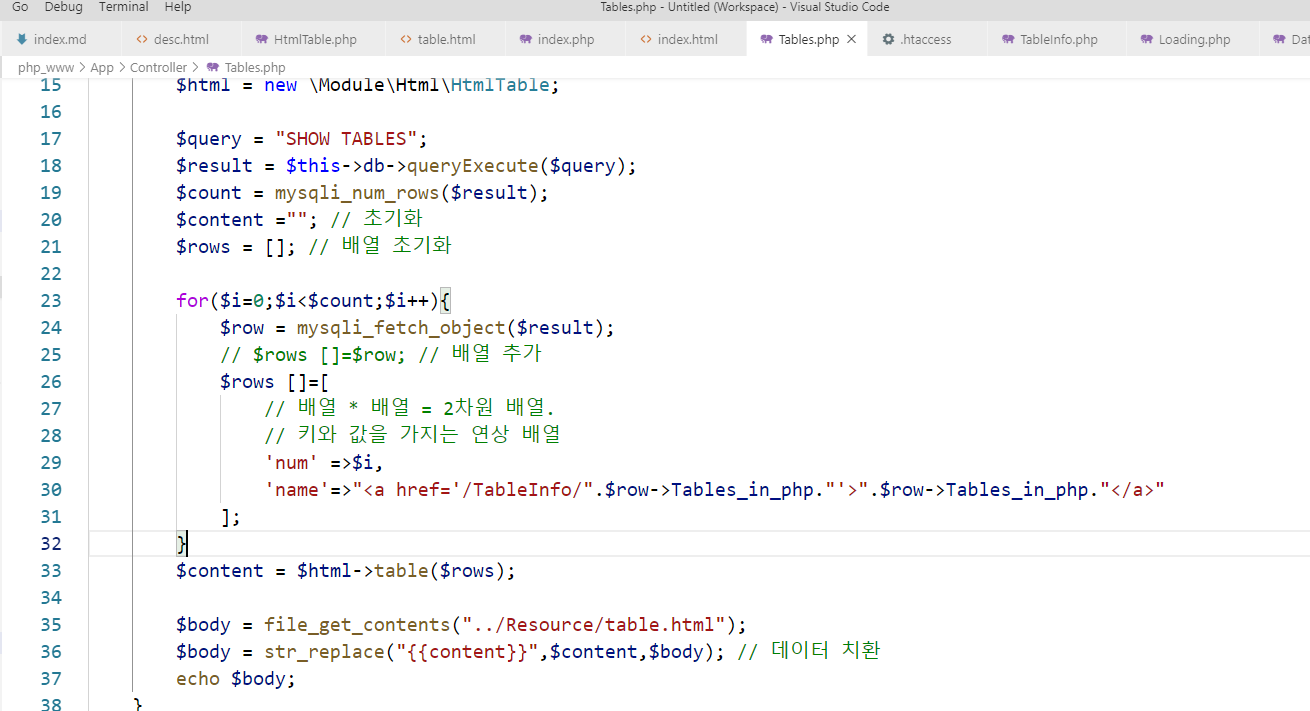 Go Debug Terminal Help Tables.php - Untitled (Workspace) - Visual Studio Code
index.md desc.html HtmlTable.php table.html index.php index.html Tables.php .htaccess TableInfo.php Loading.php Dat
php_www > App > Controller > Tables.php
15 $html = new \Module\Html\HtmlTable;
16
17 $query = "SHOW TABLES";
18 $result = $this->db->queryExecute($query);
19 $count = mysqli_num_rows($result);
20 $content =""; // 초기화
21 $rows = []; // 배열 초기화
22
23 for($i=0;$i<$count;$i++){
24 $row = mysqli_fetch_object($result);
25 // $rows []=$row; // 배열 추가
26 $rows []=[
27 // 배열 * 배열 = 2차원 배열.
28 // 키와 값을 가지는 연상 배열
29 'num' =>$i,
30 'name'=>"<a href='/TableInfo/".$row->Tables_in_php."'>".$row->Tables_in_php."</a>"
31 ];
32 }
33 $content = $html->table($rows);
34
35 $body = file_get_contents("../Resource/table.html");
36 $body = str_replace("{{content}}",$content,$body); // 데이터 치환
37 echo $body;
38 }